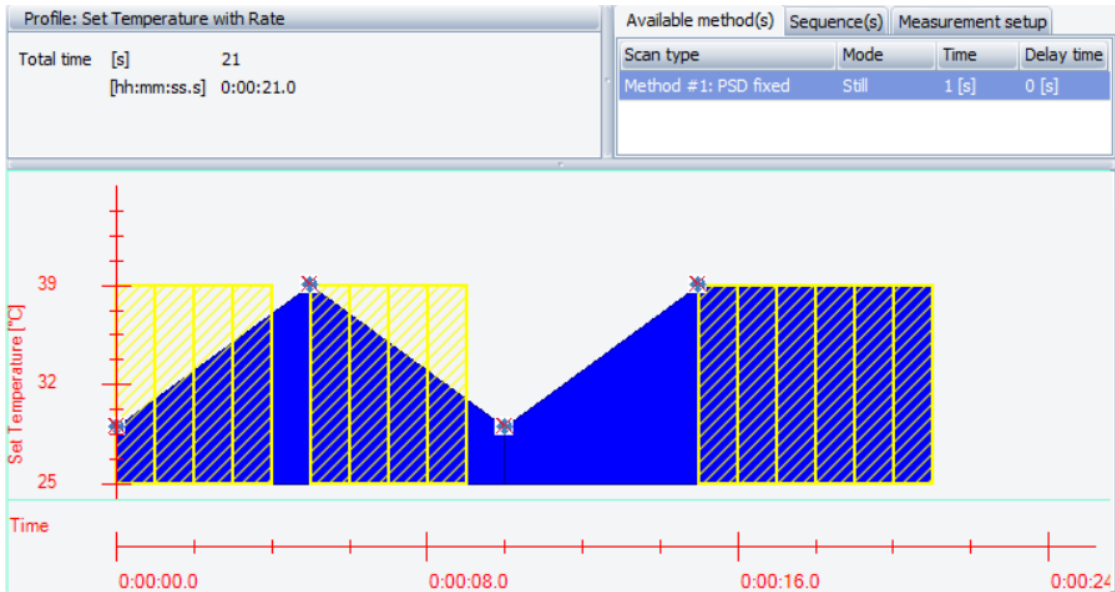 Profile: Set Temperature with Rate
Total time [s] 21
[hh:mm:ss.s] 0:00:21.0
Available method(s) Sequence(s) Measurement setup
Scan type Mode Time Delay time
Method #1: PSD fixed Still 1 [s] 0 [s]
39
32
25
Set Temperature [°C]
Time
0:00:00.0 0:00:08.0 0:00:16.0 0:00:24